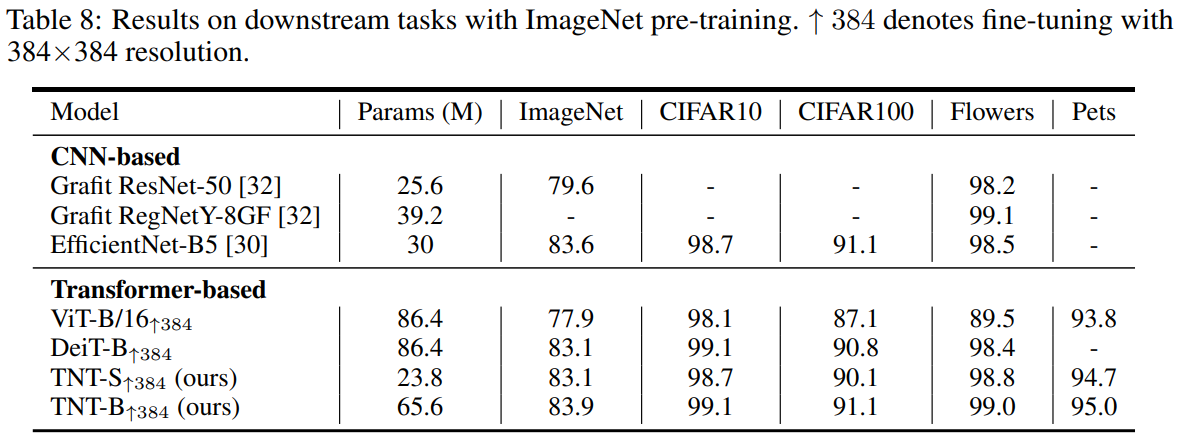 Table 8: Results on downstream tasks with ImageNet pre-training. ↑ 384 denotes fine-tuning with
384×384 resolution.
Model Params (M) ImageNet CIFAR10 CIFAR100 Flowers Pets
CNN-based
Grafit ResNet-50 [32] 25.6 79.6 - - 98.2 -
Grafit RegNetY-8GF [32] 39.2 - - - 99.1 -
EfficientNet-B5 [30] 30 83.6 98.7 91.1 98.5 -
Transformer-based
ViT-B/16↑384 86.4 77.9 98.1 87.1 89.5 93.8
DeiT-B↑384 86.4 83.1 99.1 90.8 98.4 -
TNT-S↑384 (ours) 23.8 83.1 98.7 90.1 98.8 94.7
TNT-B↑384 (ours) 65.6 83.9 99.1 91.1 99.0 95.0